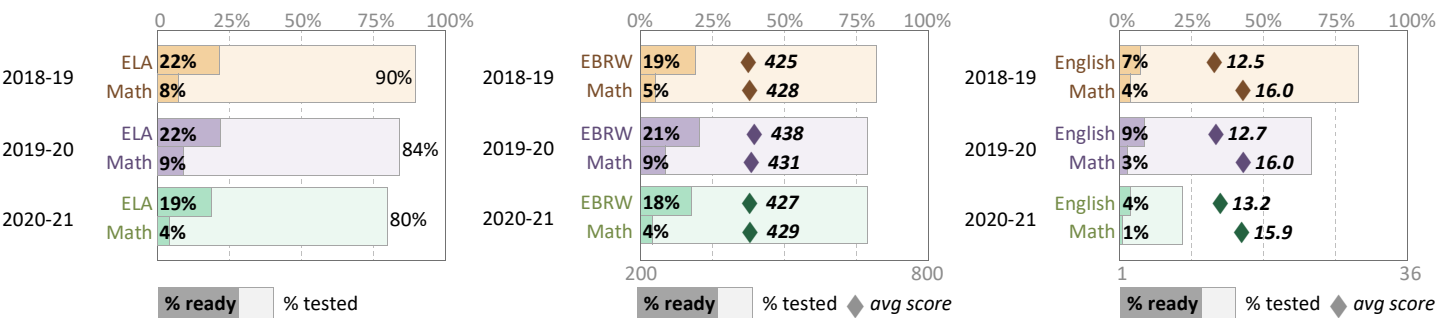 0 25% 50% 75% 100%
2018-19
ELA 22%
Math 8%
90%
2019-20
ELA 22%
Math 9%
84%
2020-21
ELA 19%
Math 4%
80%
% ready % tested
0% 25% 50% 75% 100%
2018-19
EBRW 19% 425
Math 5% 428
2019-20
EBRW 21% 438
Math 9% 431
2020-21
EBRW 18% 427
Math 4% 429
200 800
% ready % tested avg score
0% 25% 50% 75% 100%
2018-19
English 7% 12.5
Math 4% 16.0
2019-20
English 9% 12.7
Math 3% 16.0
2020-21
English 4% 13.2
Math 1% 15.9
1 36
% ready % tested avg score